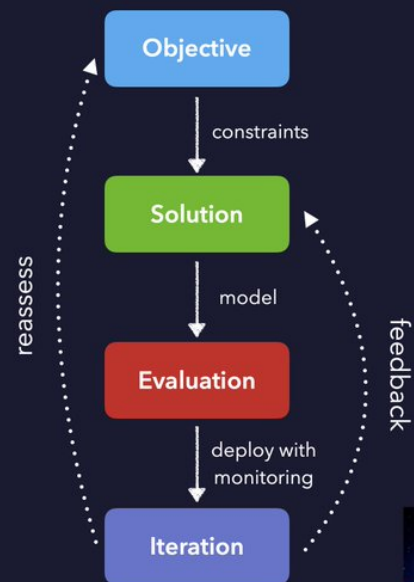 Objective
constraints
Solution
model
reassess
feedback
Evaluation
deploy with
monitoring
Iteration